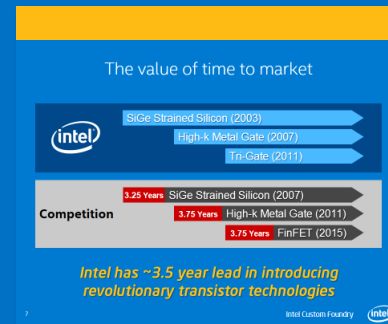 The value of time to market
intel
SiGe Strained Silicon (2003)
High-k Metal Gate (2007)
Tri-Gate (2011)
Competition
3.25 Years SiGe Strained Silicon (2007)
3.75 Years High-k Metal Gate (2011)
3.75 Years FinFET (2015)
Intel has ~3.5 year lead in introducing
revolutionary transistor technologies
7 Intel Custom Foundry intel